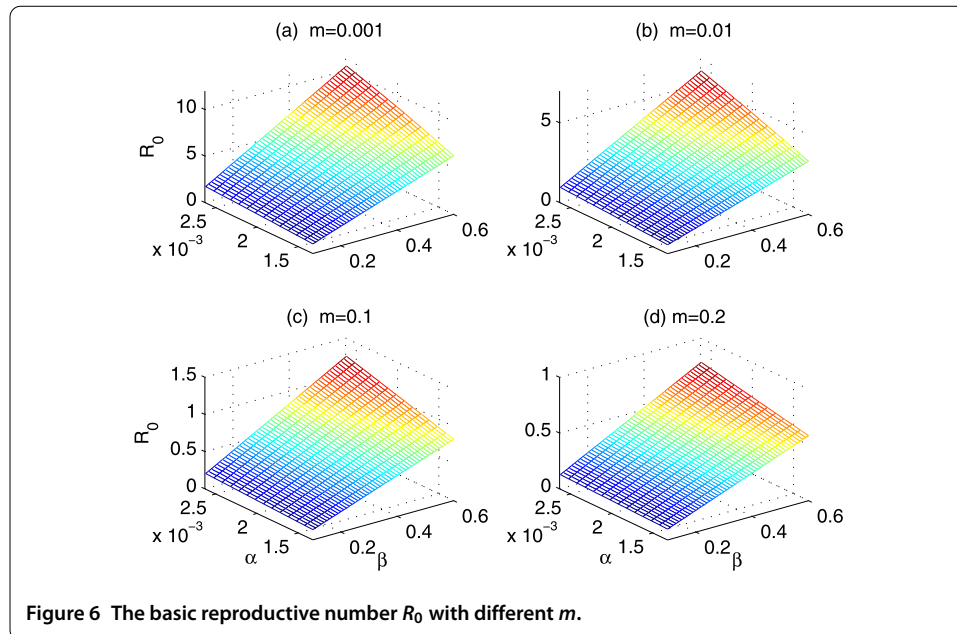 (a) m=0.001
(b) m=0.01
10
5
0
R₀
2.5
2
1.5
x 10⁻³
0.2
0.4
0.6
5
0
2.5
2
1.5
x 10⁻³
0.2
0.4
0.6
(c) m=0.1
(d) m=0.2
1.5
1
0.5
0
R₀
2.5
2
1.5
x 10⁻³
α
0.2
0.4
0.6
β
1
0.5
0
2.5
2
1.5
x 10⁻³
α
0.2
0.4
0.6
β
Figure 6 The basic reproductive number R₀ with different m.